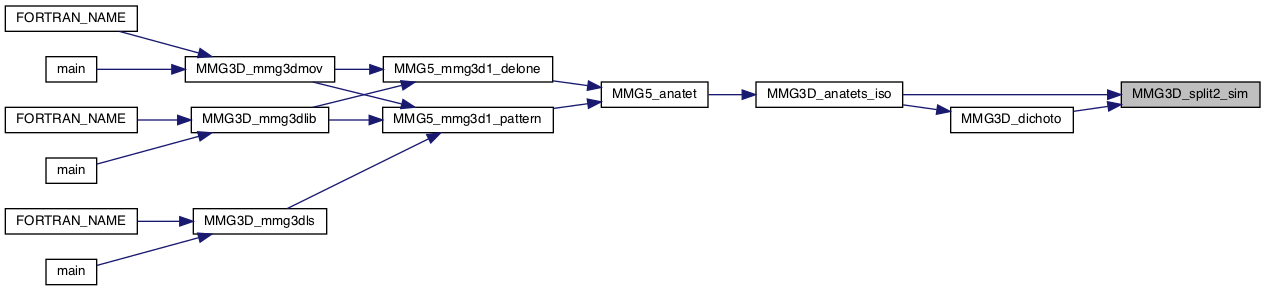 FORTRAN_NAME
main
MMG3D_mmg3dmov
MMG5_mmg3d1_delone
MMG5_anatet
MMG3D_anatets_iso
MMG3D_split2_sim
FORTRAN_NAME
MMG3D_mmg3dlib
MMG5_mmg3d1_pattern
MMG3D_dichoto
main
FORTRAN_NAME
MMG3D_mmg3dls
main